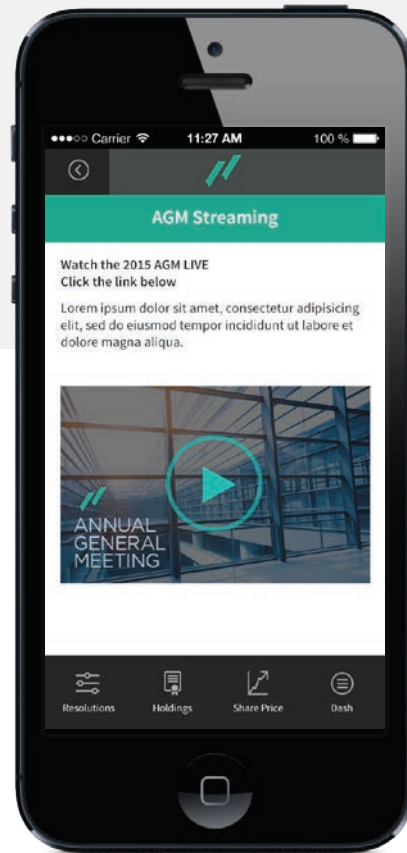 Carrier 11:27 AM 100 %
AGM Streaming
Watch the 2015 AGM LIVE
Click the link below
Lorem ipsum dolor sit amet, consectetur adipisicing
elit, sed do eiusmod tempor incididunt ut labore et
dolore magna aliqua.
ANNUAL
GENERAL
MEETING
Resolutions Holdings Share Price Dash